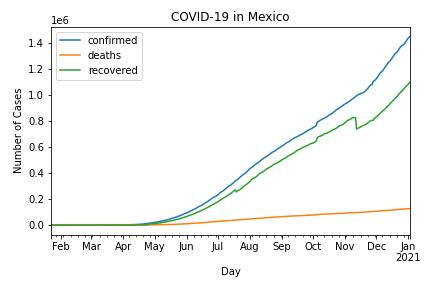 COVID-19 in Mexico
1e6
confirmed
deaths
recovered
1.4
1.2
1.0
0.8
0.6
0.4
0.2
0.0
Number of Cases
Feb Mar Apr May Jun Jul Aug Sep Oct Nov Dec Jan
2021
Day